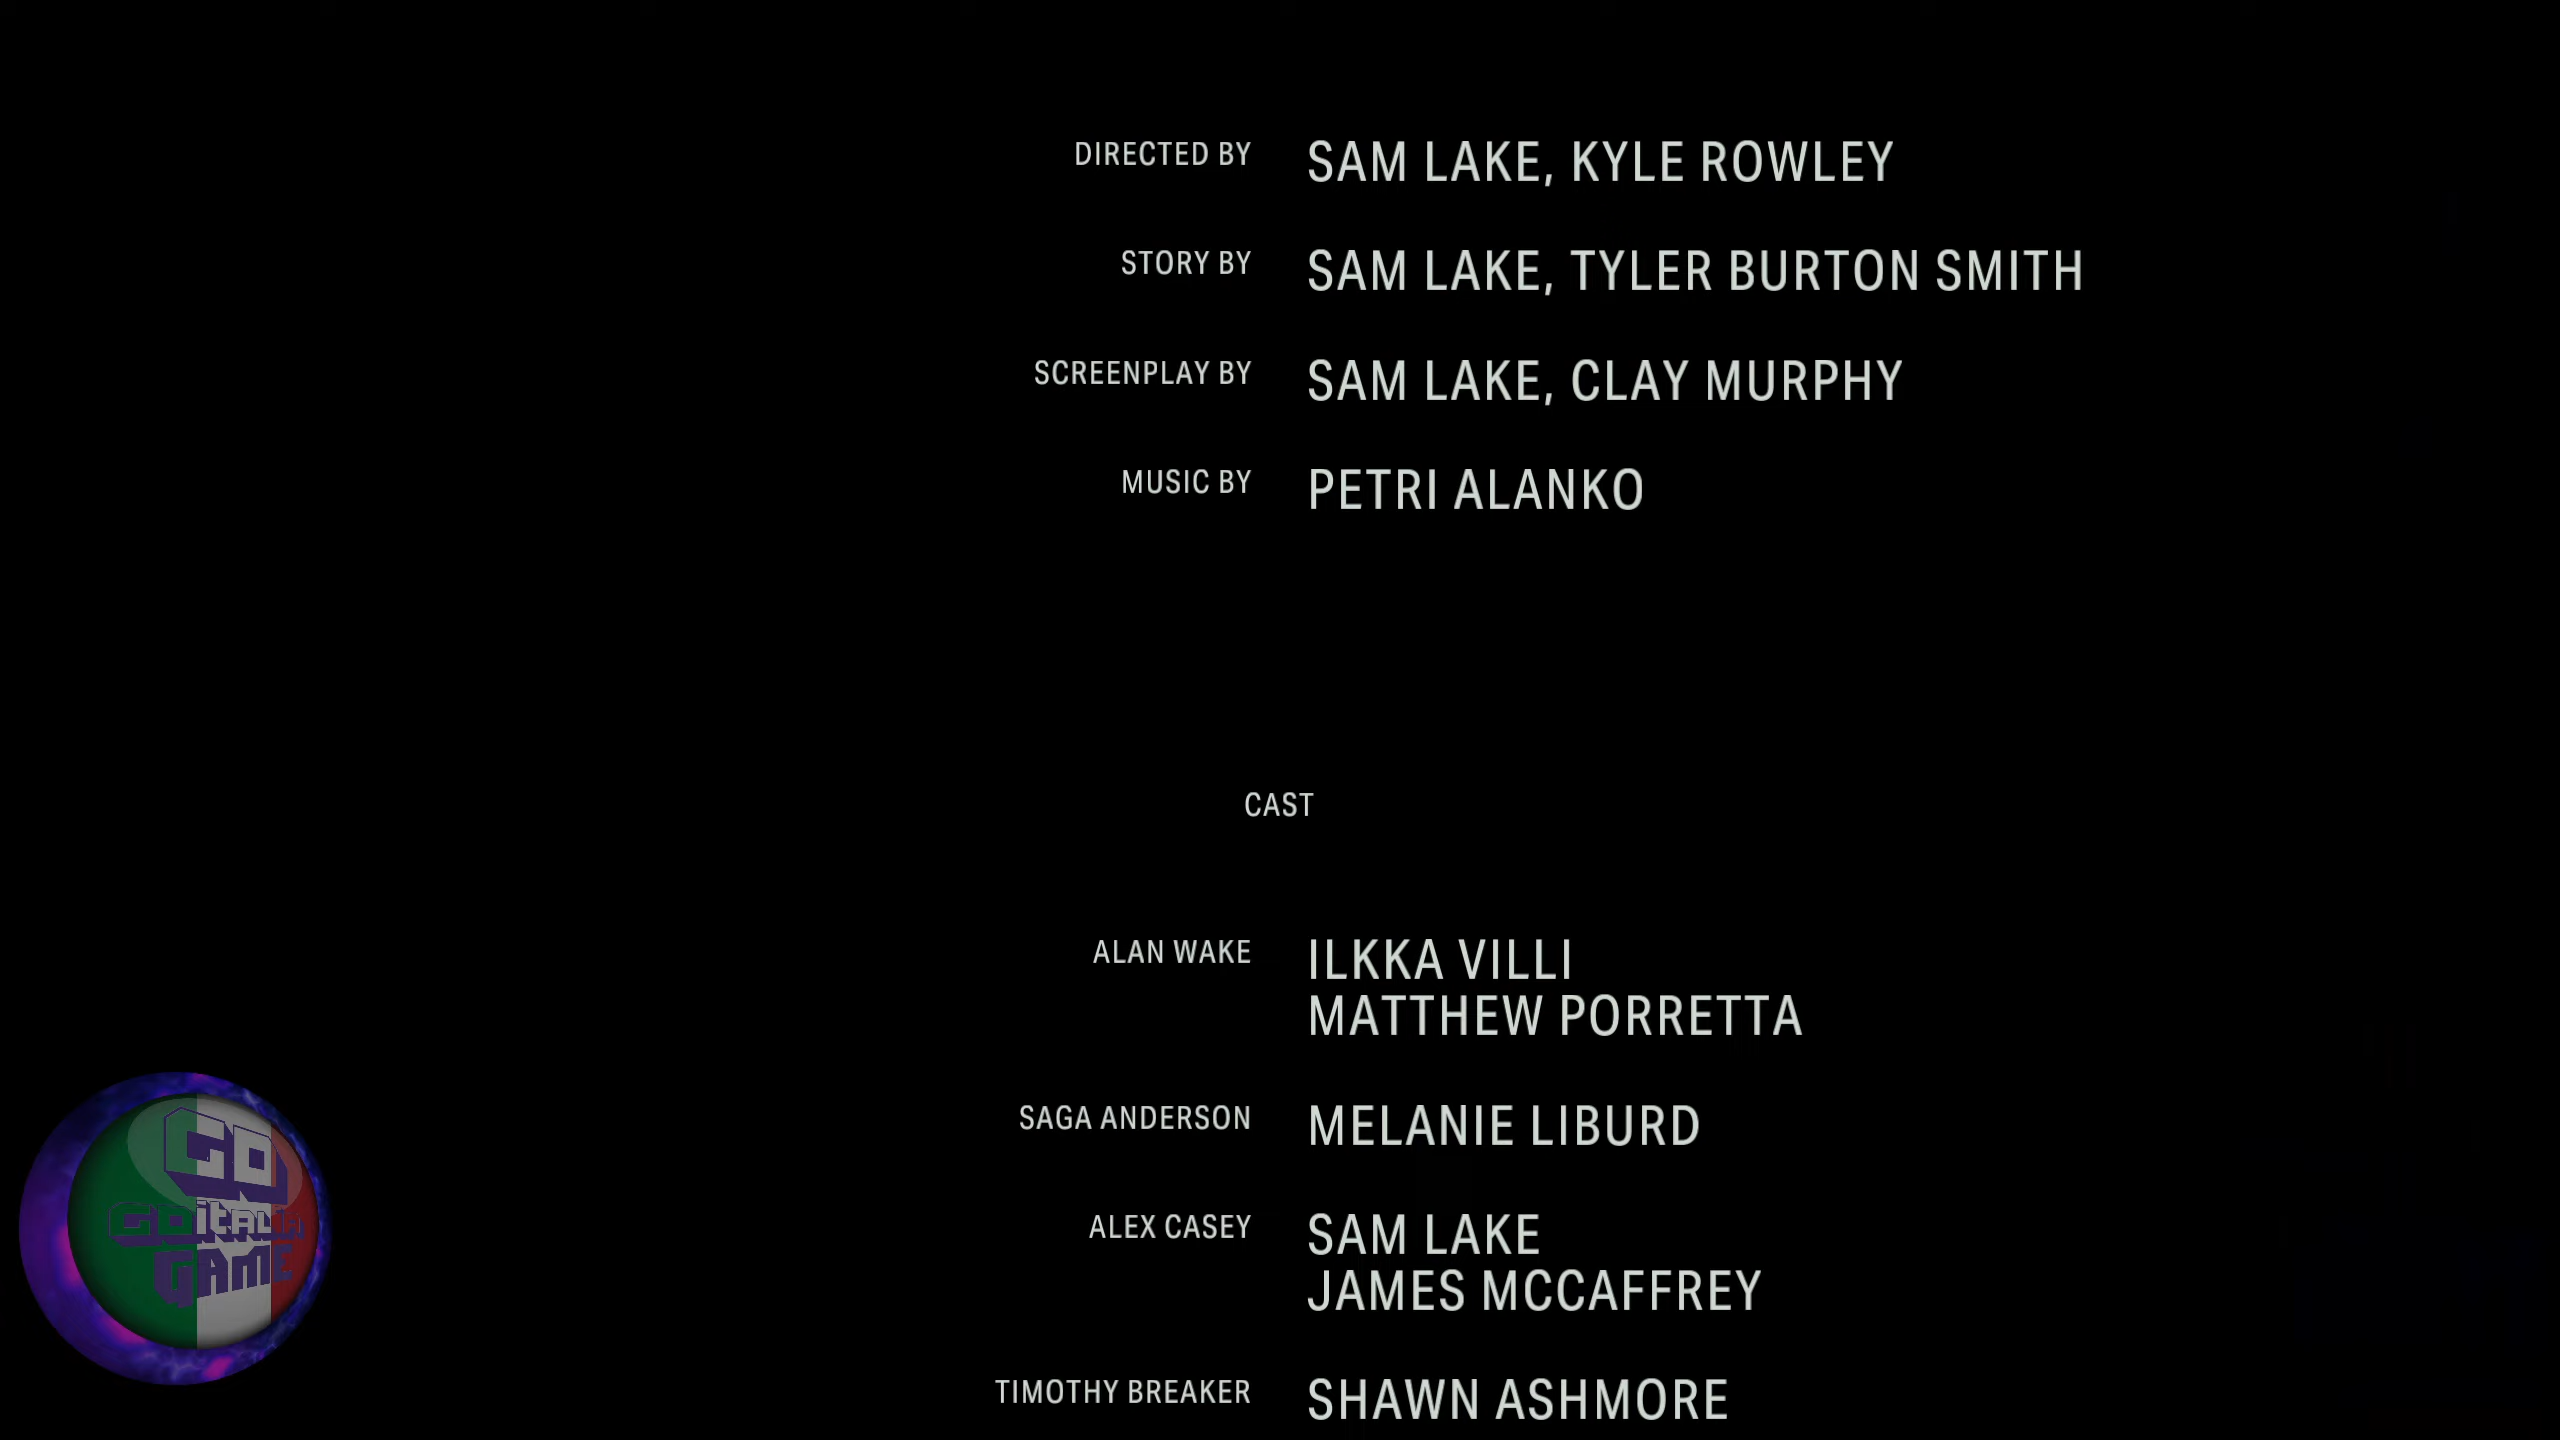 DIRECTED BY SAM LAKE, KYLE ROWLEY
STORY BY SAM LAKE, TYLER BURTON SMITH
SCREENPLAY BY SAM LAKE, CLAY MURPHY
MUSIC BY PETRI ALANKO
CAST
ALAN WAKE ILKKA VILLI
MATTHEW PORRETTA
SAGA ANDERSON MELANIE LIBURD
ALEX CASEY SAM LAKE
JAMES MCCAFFREY
TIMOTHY BREAKER SHAWN ASHMORE
GO
GOITALIA
GAME